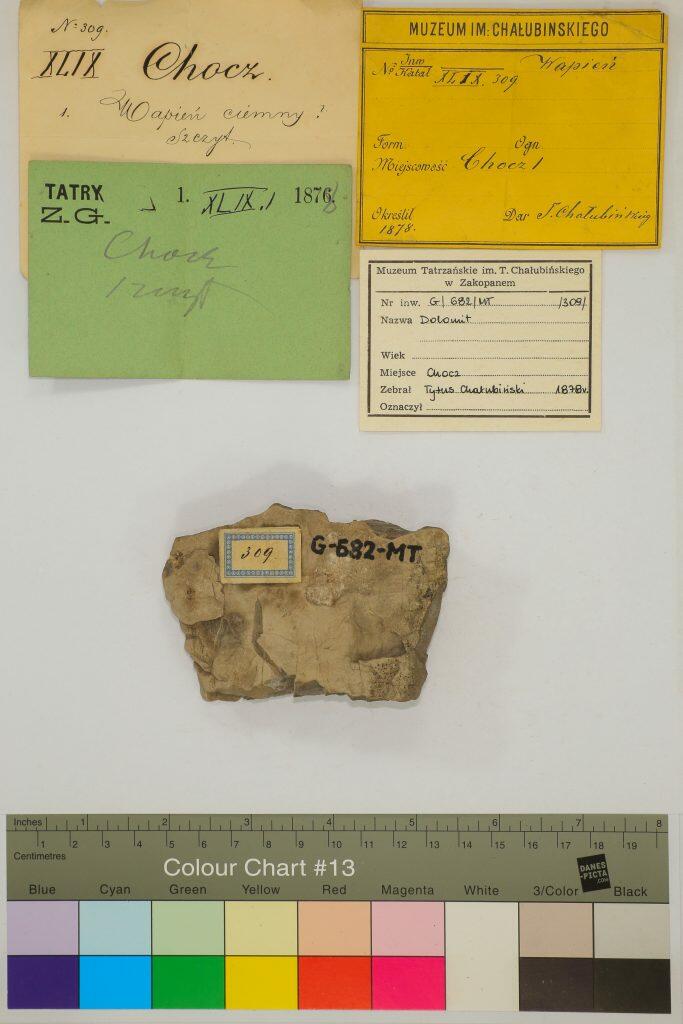 No 309.
XLIX Chocz.
1. Wapień ciemny?
Szczyt.
TATRY
Z. G.
1. XLIX.1 1878.
Chocz
szczyt
MUZEUM IM: CHAŁUBINSKIEGO
No Inw
Katal XLIX. 309 Wapień
Form Ogn.
Miejscowość Chocz 1
Określił
1878.
Dar T. Chałubiński
Muzeum Tatrzańskie im. T. Chałubińskiego
w Zakopanem
Nr inw. G/682/MT /309/
Nazwa Dolomit
Wiek
Miejsce Chocz
Zebrał Tytus Chałubiński 1878r.
Oznaczył
309
G-682-MT
Inches 1 2 3 4 5 6 7 8
1 2 3 4 5 6 7 8 9 10 11 12 13 14 15 16 17 18 19
Centimetres
Colour Chart #13
DANES
-PICTA
.COM
Blue Cyan Green Yellow Red Magenta White 3/Color Black